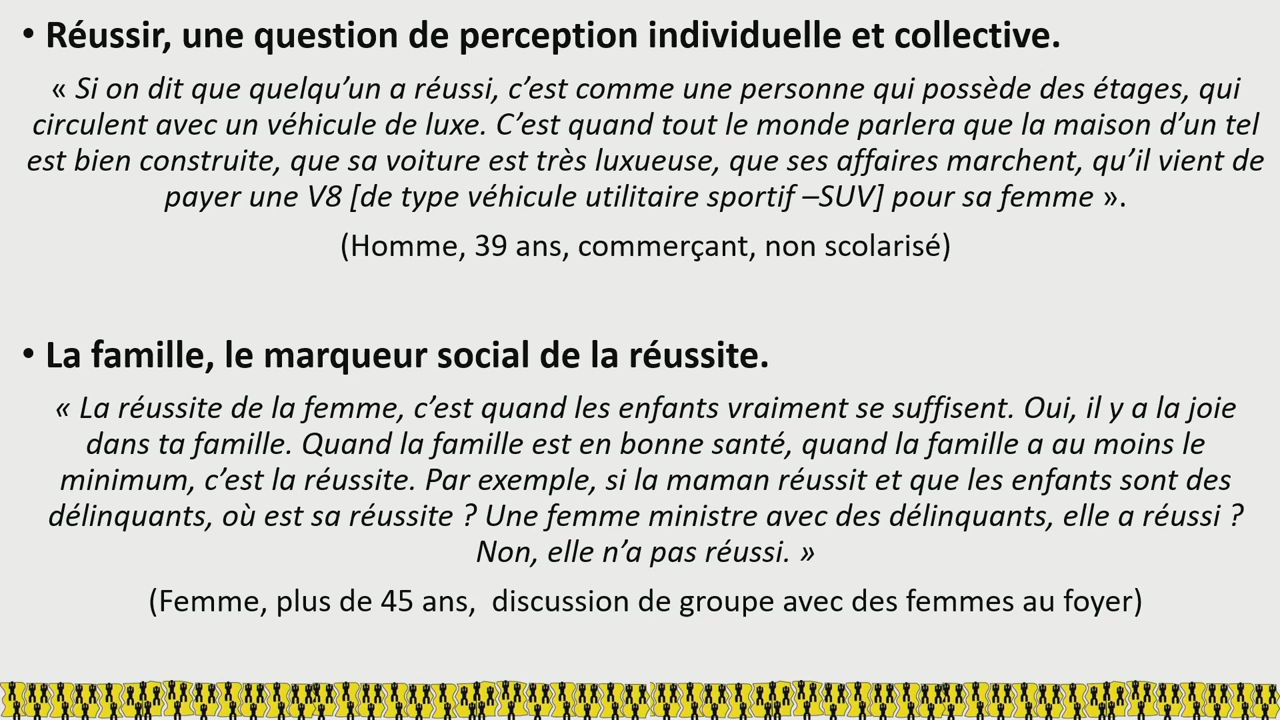 • Réussir, une question de perception individuelle et collective.
« Si on dit que quelqu’un a réussi, c’est comme une personne qui possède des étages, qui
circulent avec un véhicule de luxe. C’est quand tout le monde parlera que la maison d’un tel
est bien construite, que sa voiture est très luxueuse, que ses affaires marchent, qu’il vient de
payer une V8 [de type véhicule utilitaire sportif –SUV] pour sa femme ».
(Homme, 39 ans, commerçant, non scolarisé)
• La famille, le marqueur social de la réussite.
« La réussite de la femme, c’est quand les enfants vraiment se suffisent. Oui, il y a la joie
dans ta famille. Quand la famille est en bonne santé, quand la famille a au moins le
minimum, c’est la réussite. Par exemple, si la maman réussit et que les enfants sont des
délinquants, où est sa réussite ? Une femme ministre avec des délinquants, elle a réussi ?
Non, elle n’a pas réussi. »
(Femme, plus de 45 ans,  discussion de groupe avec des femmes au foyer)